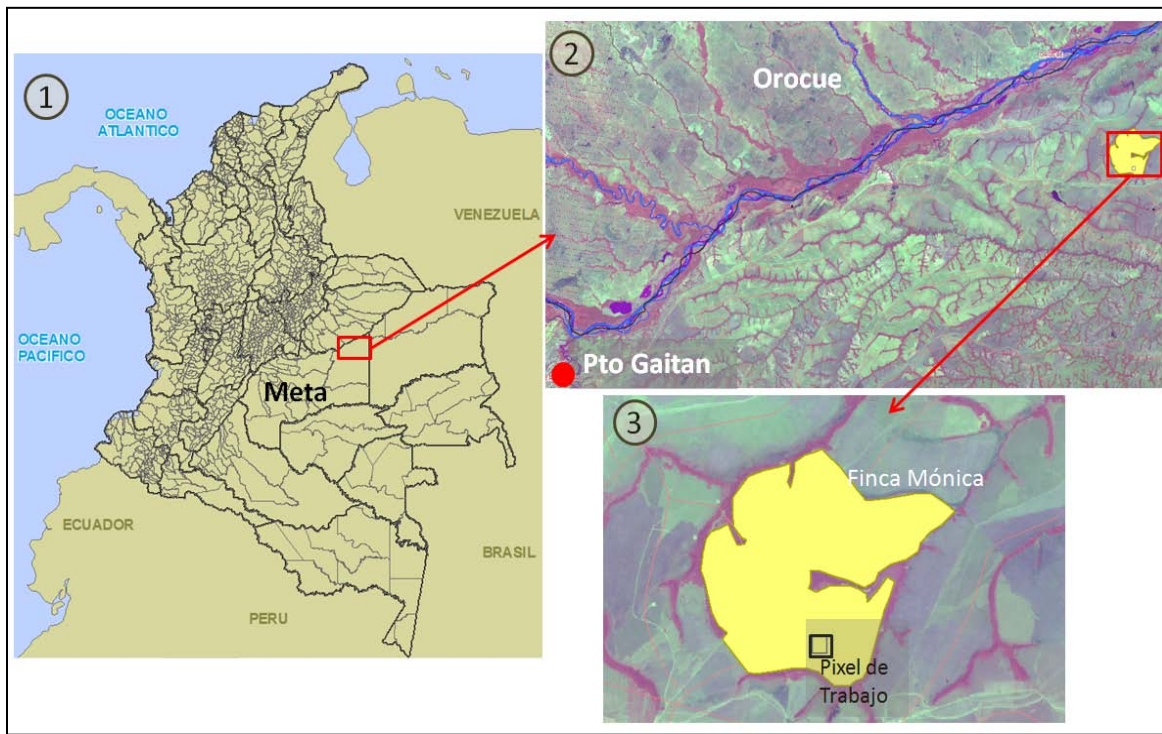 1
OCEANO
ATLANTICO
VENEZUELA
OCEANO
PACIFICO
Meta
ECUADOR
BRASIL
PERU
2
Orocue
Pto Gaitan
3
Finca Mónica
Pixel de
Trabajo